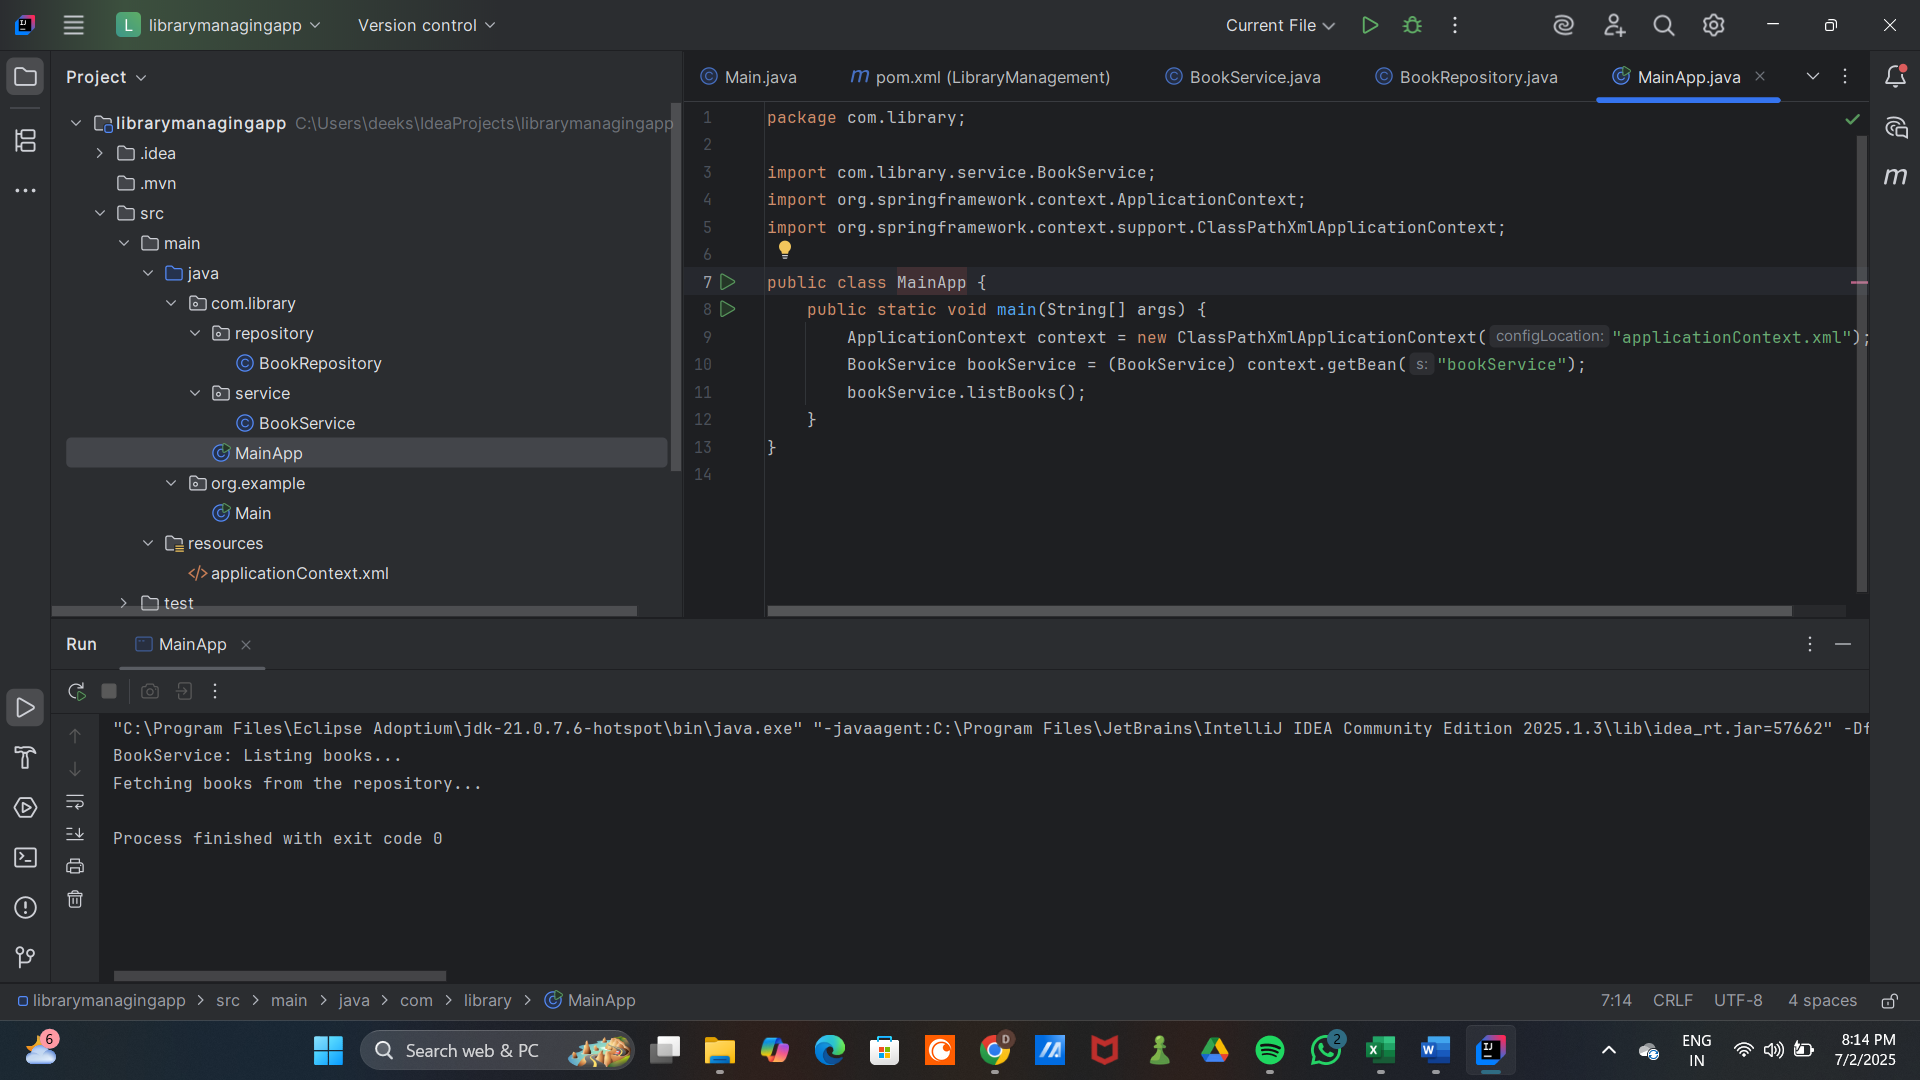 L librarymanagingapp
Version control
Current File
Project
librarymanagingapp C:\Users\deeks\IdeaProjects\librarymanagingapp
.idea
.mvn
src
main
java
com.library
repository
BookRepository
service
BookService
MainApp
org.example
Main
resources
</> applicationContext.xml
test
Main.java
m pom.xml (LibraryManagement)
BookService.java
BookRepository.java
MainApp.java
1 package com.library;
2
3 import com.library.service.BookService;
4 import org.springframework.context.ApplicationContext;
5 import org.springframework.context.support.ClassPathXmlApplicationContext;
6
7 public class MainApp {
8 public static void main(String[] args) {
9 ApplicationContext context = new ClassPathXmlApplicationContext( configLocation: "applicationContext.xml");
10 BookService bookService = (BookService) context.getBean( s: "bookService");
11 bookService.listBooks();
12 }
13 }
14
m
Run
MainApp
"C:\Program Files\Eclipse Adoptium\jdk-21.0.7.6-hotspot\bin\java.exe" "-javaagent:C:\Program Files\JetBrains\IntelliJ IDEA Community Edition 2025.1.3\lib\idea_rt.jar=57662" -Df
BookService: Listing books...
Fetching books from the repository...
Process finished with exit code 0
librarymanagingapp > src > main > java > com > library > MainApp
7:14 CRLF UTF-8 4 spaces
6
Search web & PC
D
2
ENG
IN
8:14 PM
7/2/2025